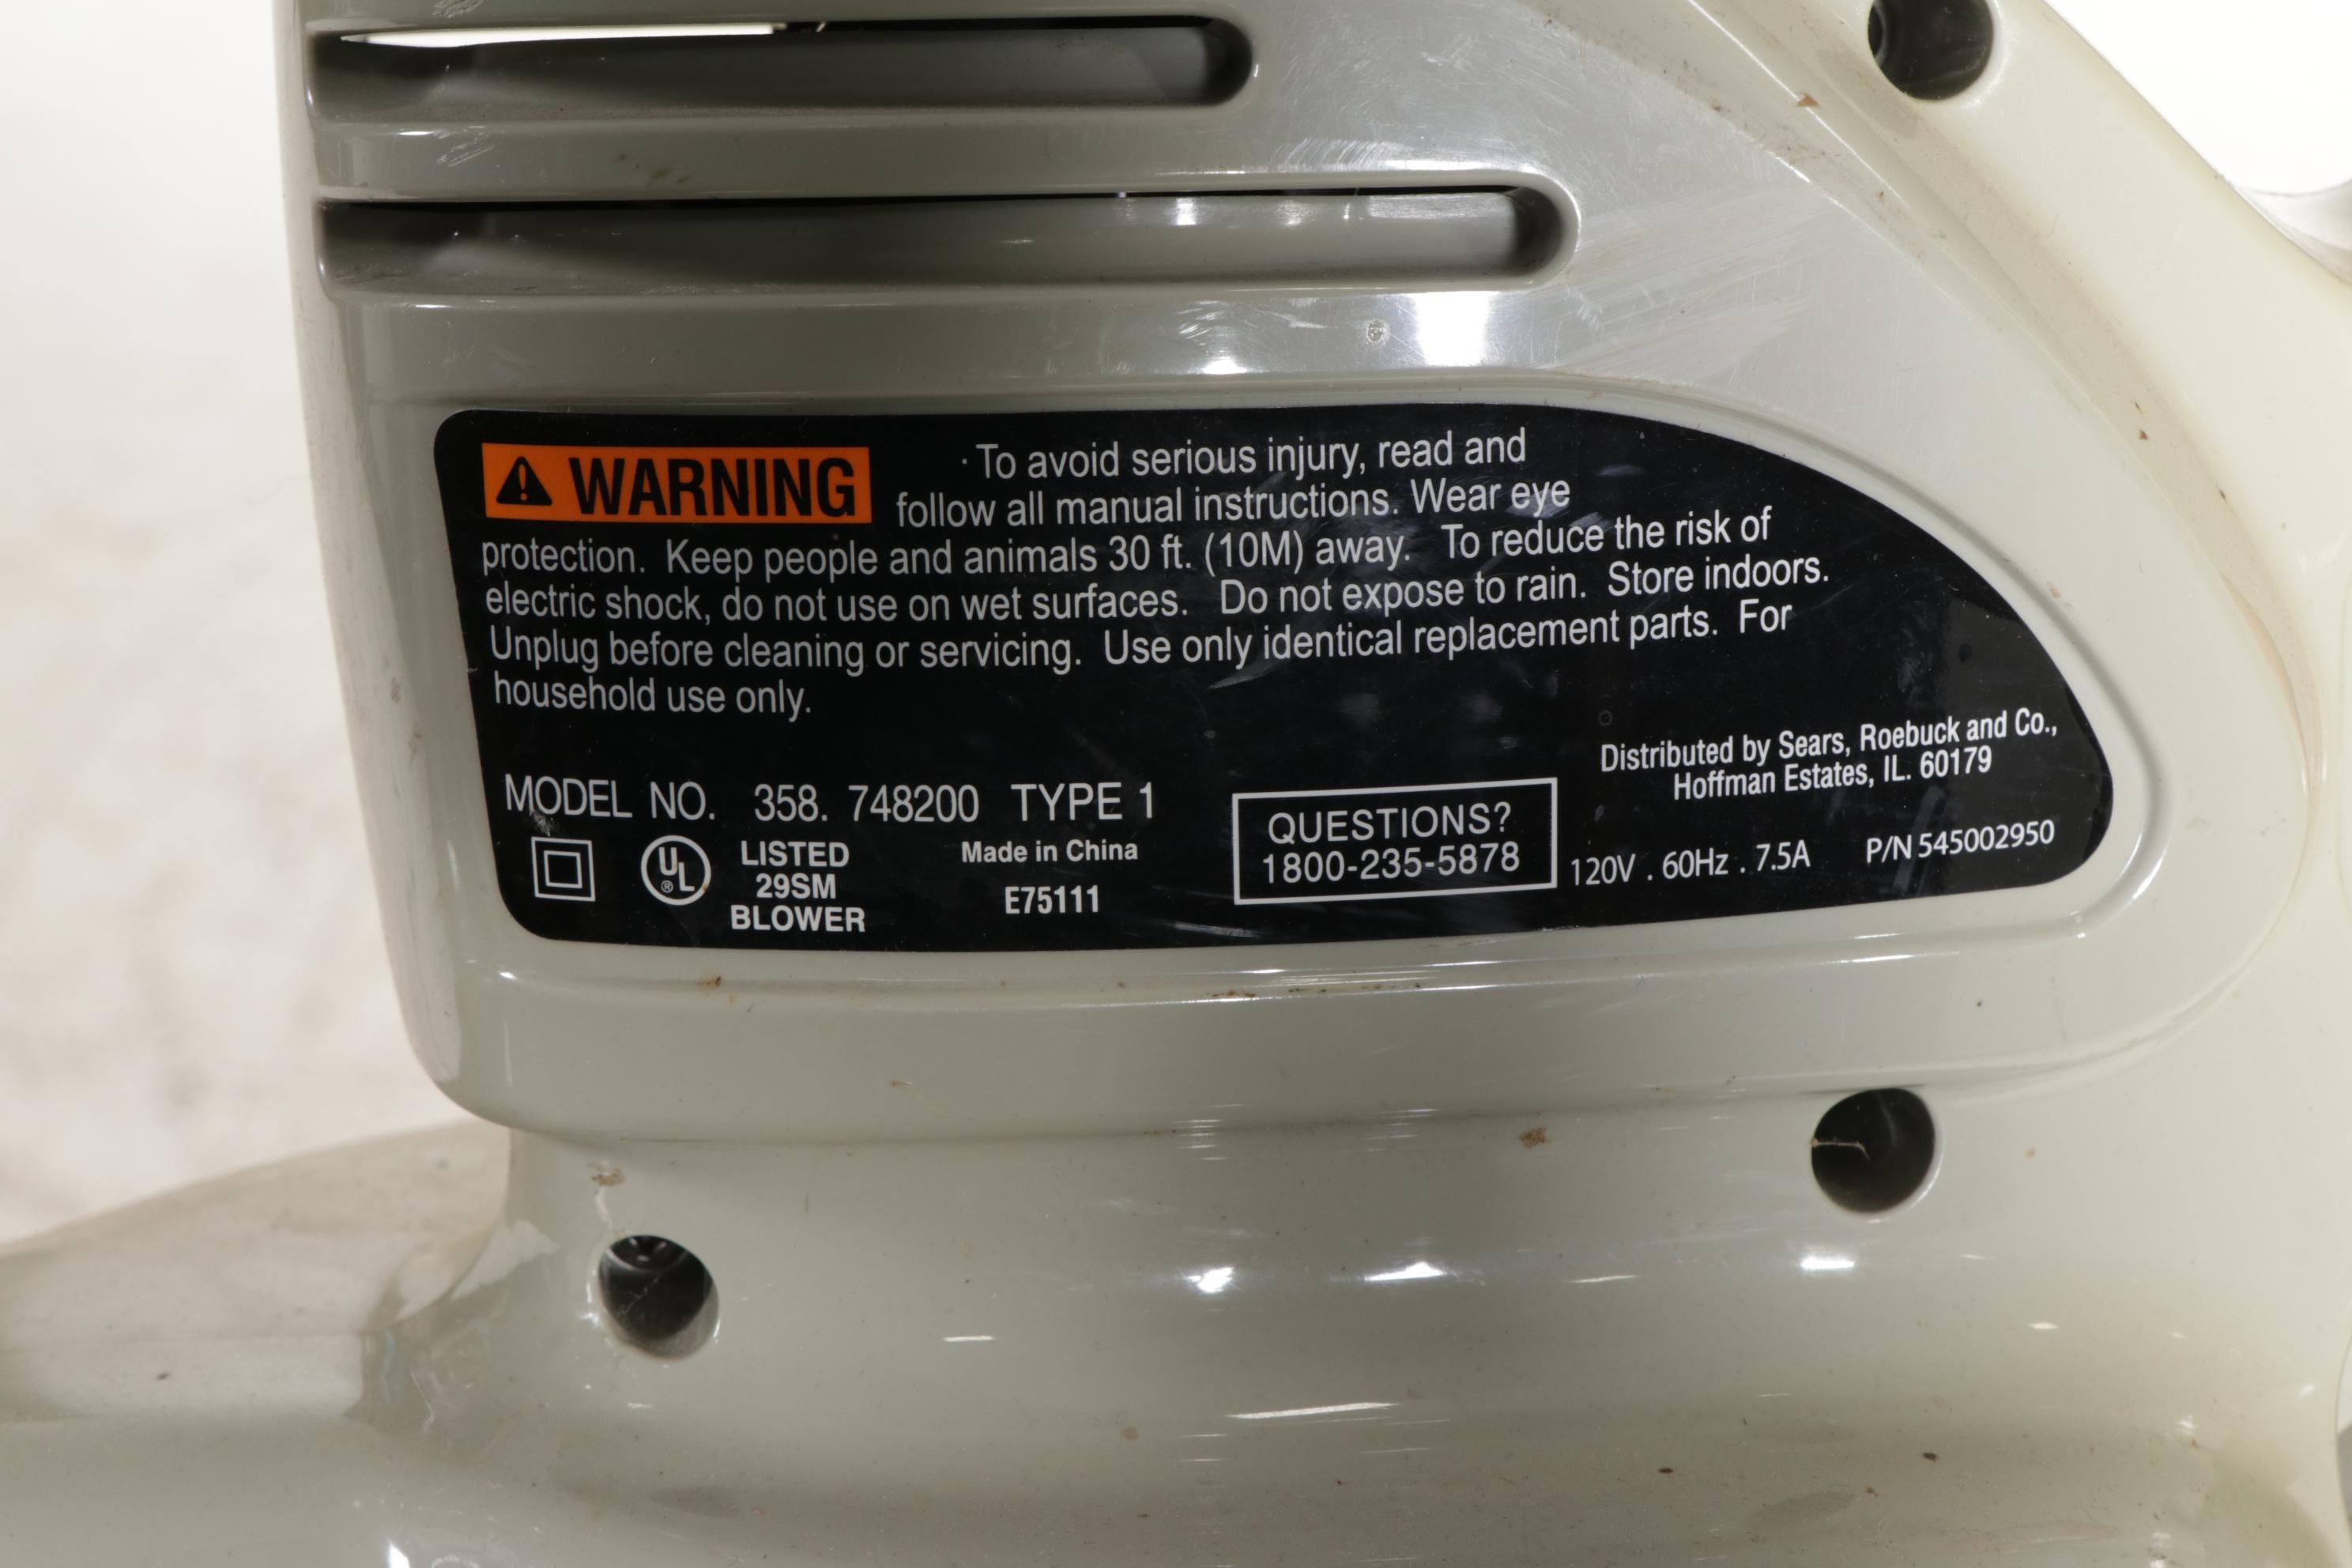 WARNING · To avoid serious injury, read and
follow all manual instructions. Wear eye
protection. Keep people and animals 30 ft. (10M) away. To reduce the risk of
electric shock, do not use on wet surfaces. Do not expose to rain. Store indoors.
Unplug before cleaning or servicing. Use only identical replacement parts. For
household use only.
Distributed by Sears, Roebuck and Co.,
Hoffman Estates, IL. 60179
MODEL NO. 358. 748200 TYPE 1
UL ®
LISTED
29SM
BLOWER
Made in China
E75111
QUESTIONS?
1800-235-5878
120V . 60Hz . 7.5A
P/N 545002950